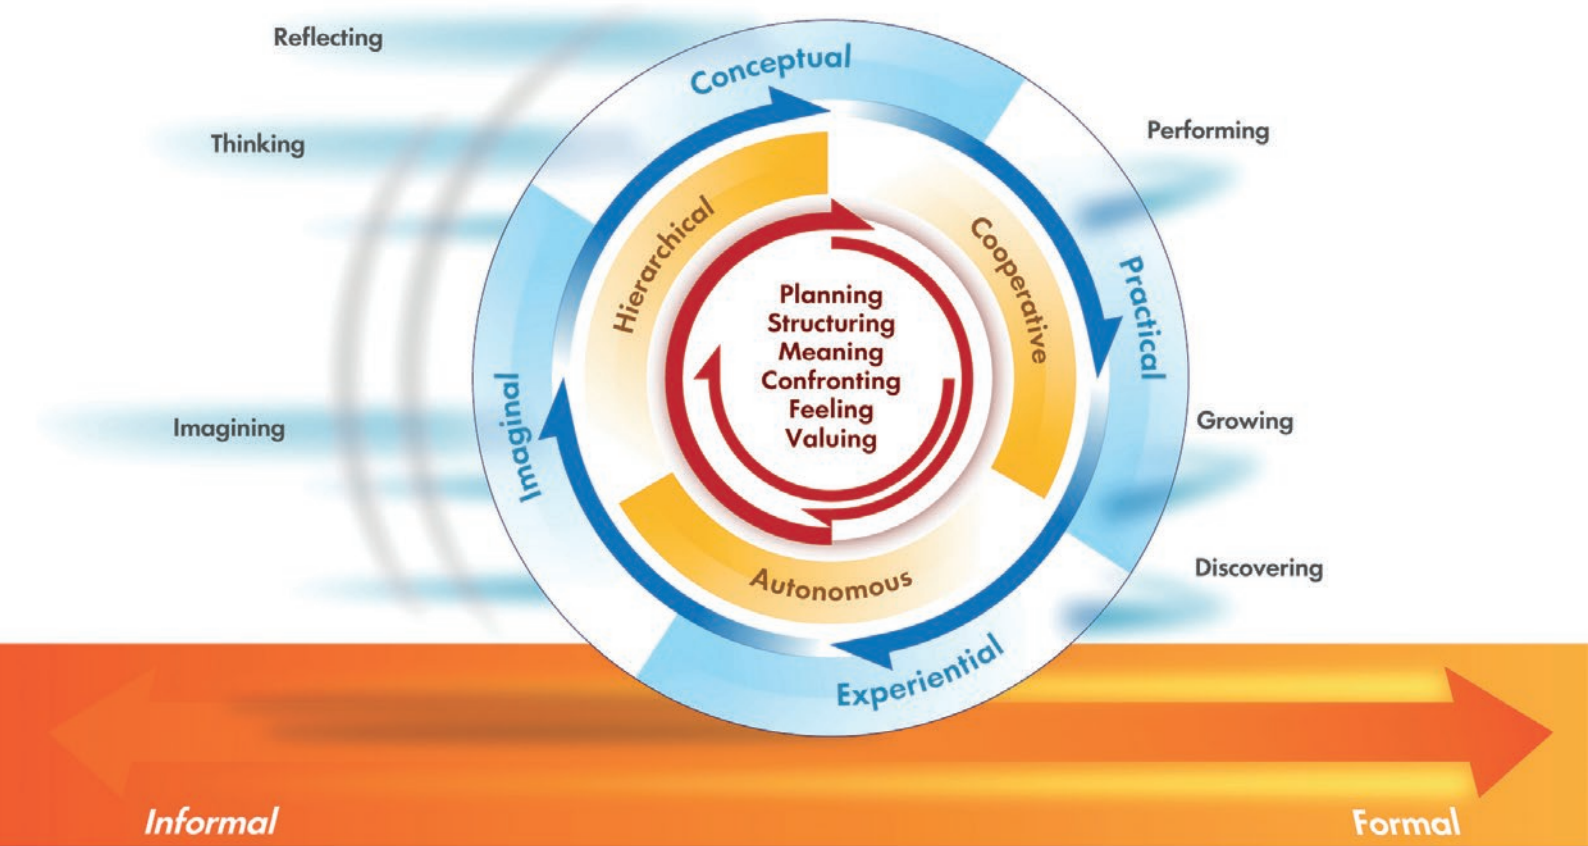 Reflecting
Conceptual
Thinking
Performing
Hierarchical
Cooperative
Practical
Planning
Structuring
Meaning
Confronting
Feeling
Valuing
Imaginal
Imagining
Growing
Autonomous
Discovering
Experiential
Informal
Formal